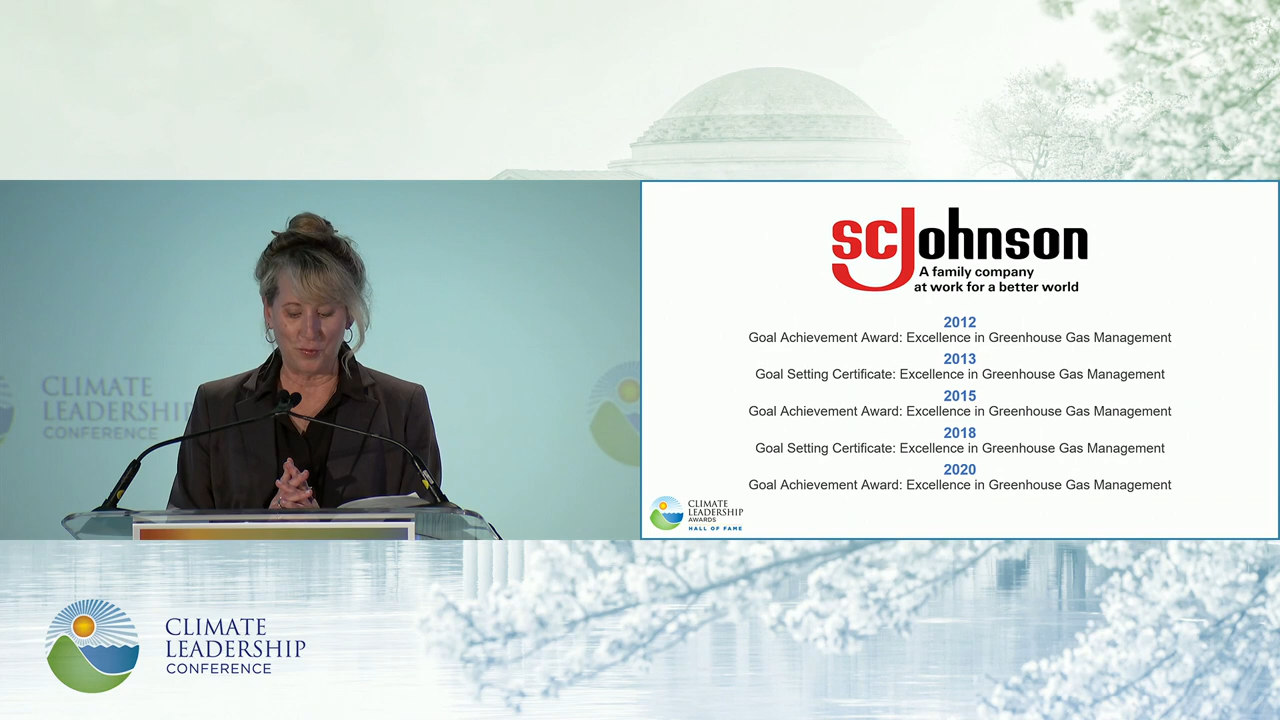 CLIMATE
LEADERSHIP
CONFERENCE
scjohnson
A family company
at work for a better world
2012
Goal Achievement Award: Excellence in Greenhouse Gas Management
2013
Goal Setting Certificate: Excellence in Greenhouse Gas Management
2015
Goal Achievement Award: Excellence in Greenhouse Gas Management
2018
Goal Setting Certificate: Excellence in Greenhouse Gas Management
2020
Goal Achievement Award: Excellence in Greenhouse Gas Management
CLIMATE
LEADERSHIP
AWARDS
HALL OF FAME
CLIMATE
LEADERSHIP
CONFERENCE